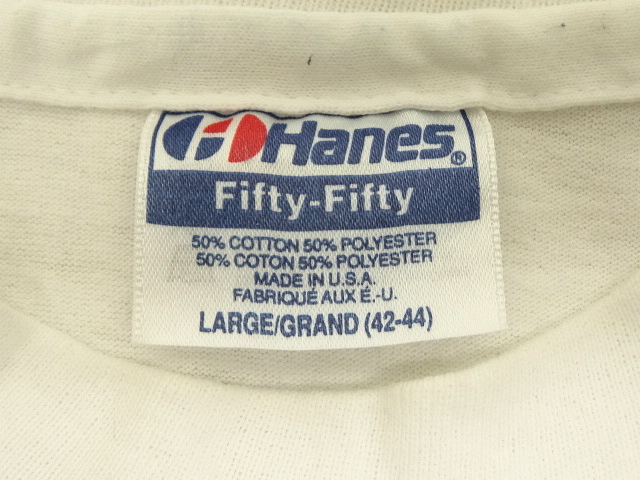 Hanes®
Fifty-Fifty
50% COTTON 50% POLYESTER
50% COTON 50% POLYESTER
MADE IN U.S.A.
FABRIQUÉ AUX É.-U.
LARGE/GRAND (42-44)